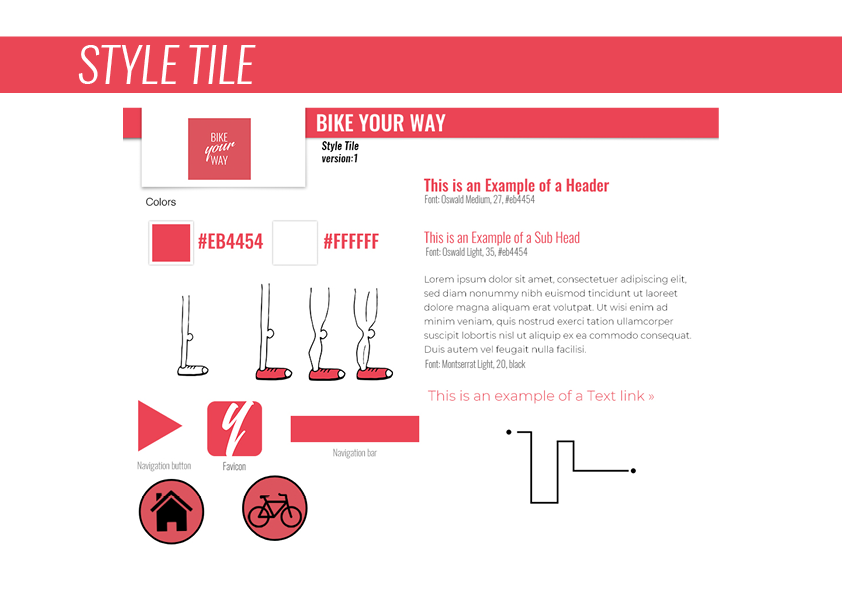 STYLE TILE
BIKE YOUR WAY
BIKE
your
WAY
Style Tile
version:1
Colors
#EB4454
#FFFFFF
This is an Example of a Header
Font: Oswald Medium, 27, #eb4454
This is an Example of a Sub Head
Font: Oswald Light, 35, #eb4454
Lorem ipsum dolor sit amet, consectetuer adipiscing elit,
sed diam nonummy nibh euismod tincidunt ut laoreet
dolore magna aliquam erat volutpat. Ut wisi enim ad
minim veniam, quis nostrud exerci tation ullamcorper
suscipit lobortis nisl ut aliquip ex ea commodo consequat.
Duis autem vel feugait nulla facilisi.
Font: Montserrat Light, 20, black
This is an example of a Text link »
y
Navigation button
Favicon
Navigation bar